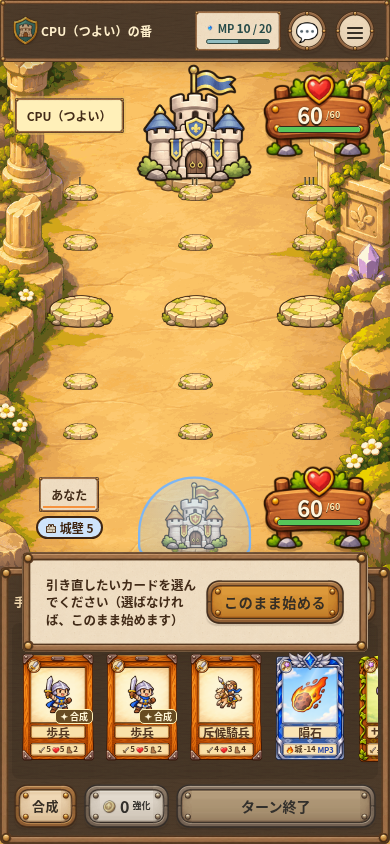 CPU（つよい）の番
MP 10 / 20
CPU（つよい）
60 /60
あなた
城壁 5
60 /60
引き直したいカードを選ん
でください（選ばなけれ
ば、このまま始めます）
このまま始める
合成
合成
歩兵
歩兵
斥候騎兵
隕石
5 5 2
5 5 2
4 3 4
城 -14 MP3
合成
0 強化
ターン終了